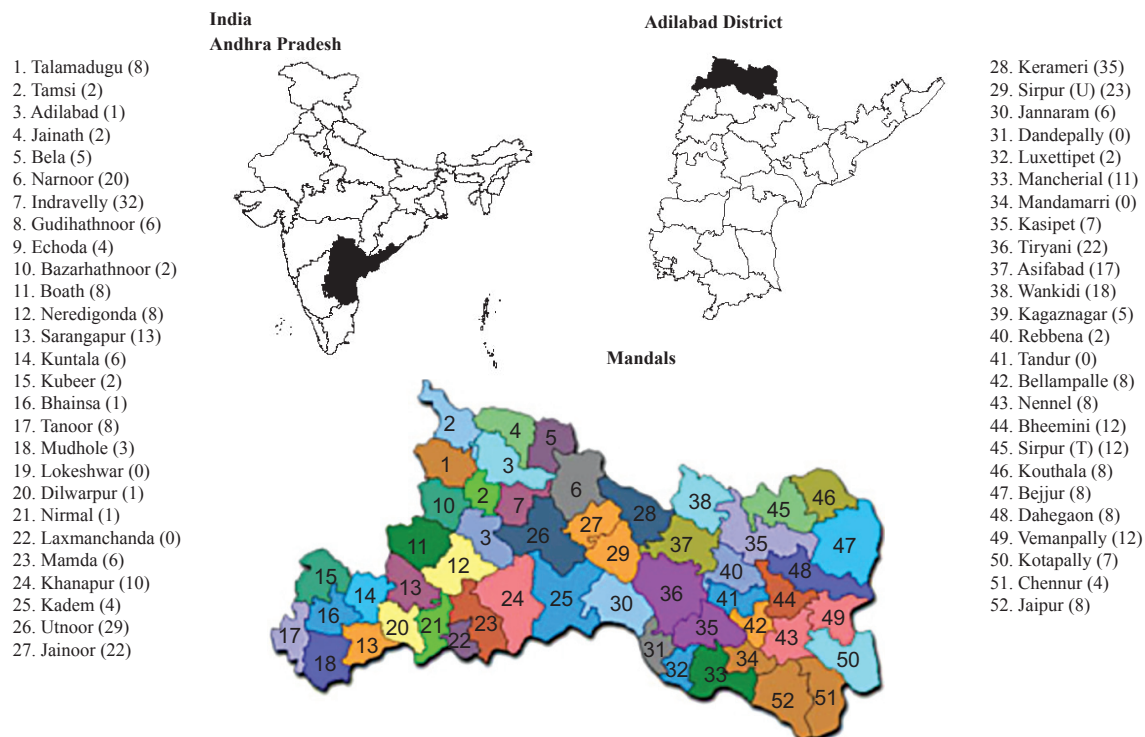 India
Andhra Pradesh
Adilabad District
1. Talamadugu (8)
2. Tamsi (2)
3. Adilabad (1)
4. Jainath (2)
5. Bela (5)
6. Narnoor (20)
7. Indravelly (32)
8. Gudihathnoor (6)
9. Echoda (4)
10. Bazarhathnoor (2)
11. Boath (8)
12. Neredigonda (8)
13. Sarangapur (13)
14. Kuntala (6)
15. Kubeer (2)
16. Bhainsa (1)
17. Tanoor (8)
18. Mudhole (3)
19. Lokeshwar (0)
20. Dilwarpur (1)
21. Nirmal (1)
22. Laxmanchanda (0)
23. Mamda (6)
24. Khanapur (10)
25. Kadem (4)
26. Utnoor (29)
27. Jainoor (22)
28. Kerameri (35)
29. Sirpur (U) (23)
30. Jannaram (6)
31. Dandepally (0)
32. Luxettipet (2)
33. Mancherial (11)
34. Mandamarri (0)
35. Kasipet (7)
36. Tiryani (22)
37. Asifabad (17)
38. Wankidi (18)
39. Kagaznagar (5)
40. Rebbena (2)
41. Tandur (0)
42. Bellampalle (8)
43. Nennel (8)
44. Bheemini (12)
45. Sirpur (T) (12)
46. Kouthala (8)
47. Bejjur (8)
48. Dahegaon (8)
49. Vemanpally (12)
50. Kotapally (7)
51. Chennur (4)
52. Jaipur (8)
Mandals
2
4
5
1
3
6
10
2
7
38
46
45
28
27
26
3
11
12
37
35
47
29
40
48
15
13
14
24
25
30
36
41
44
16
20
21
23
42
49
17
18
13
22
35
43
31
34
50
32
33
52
51